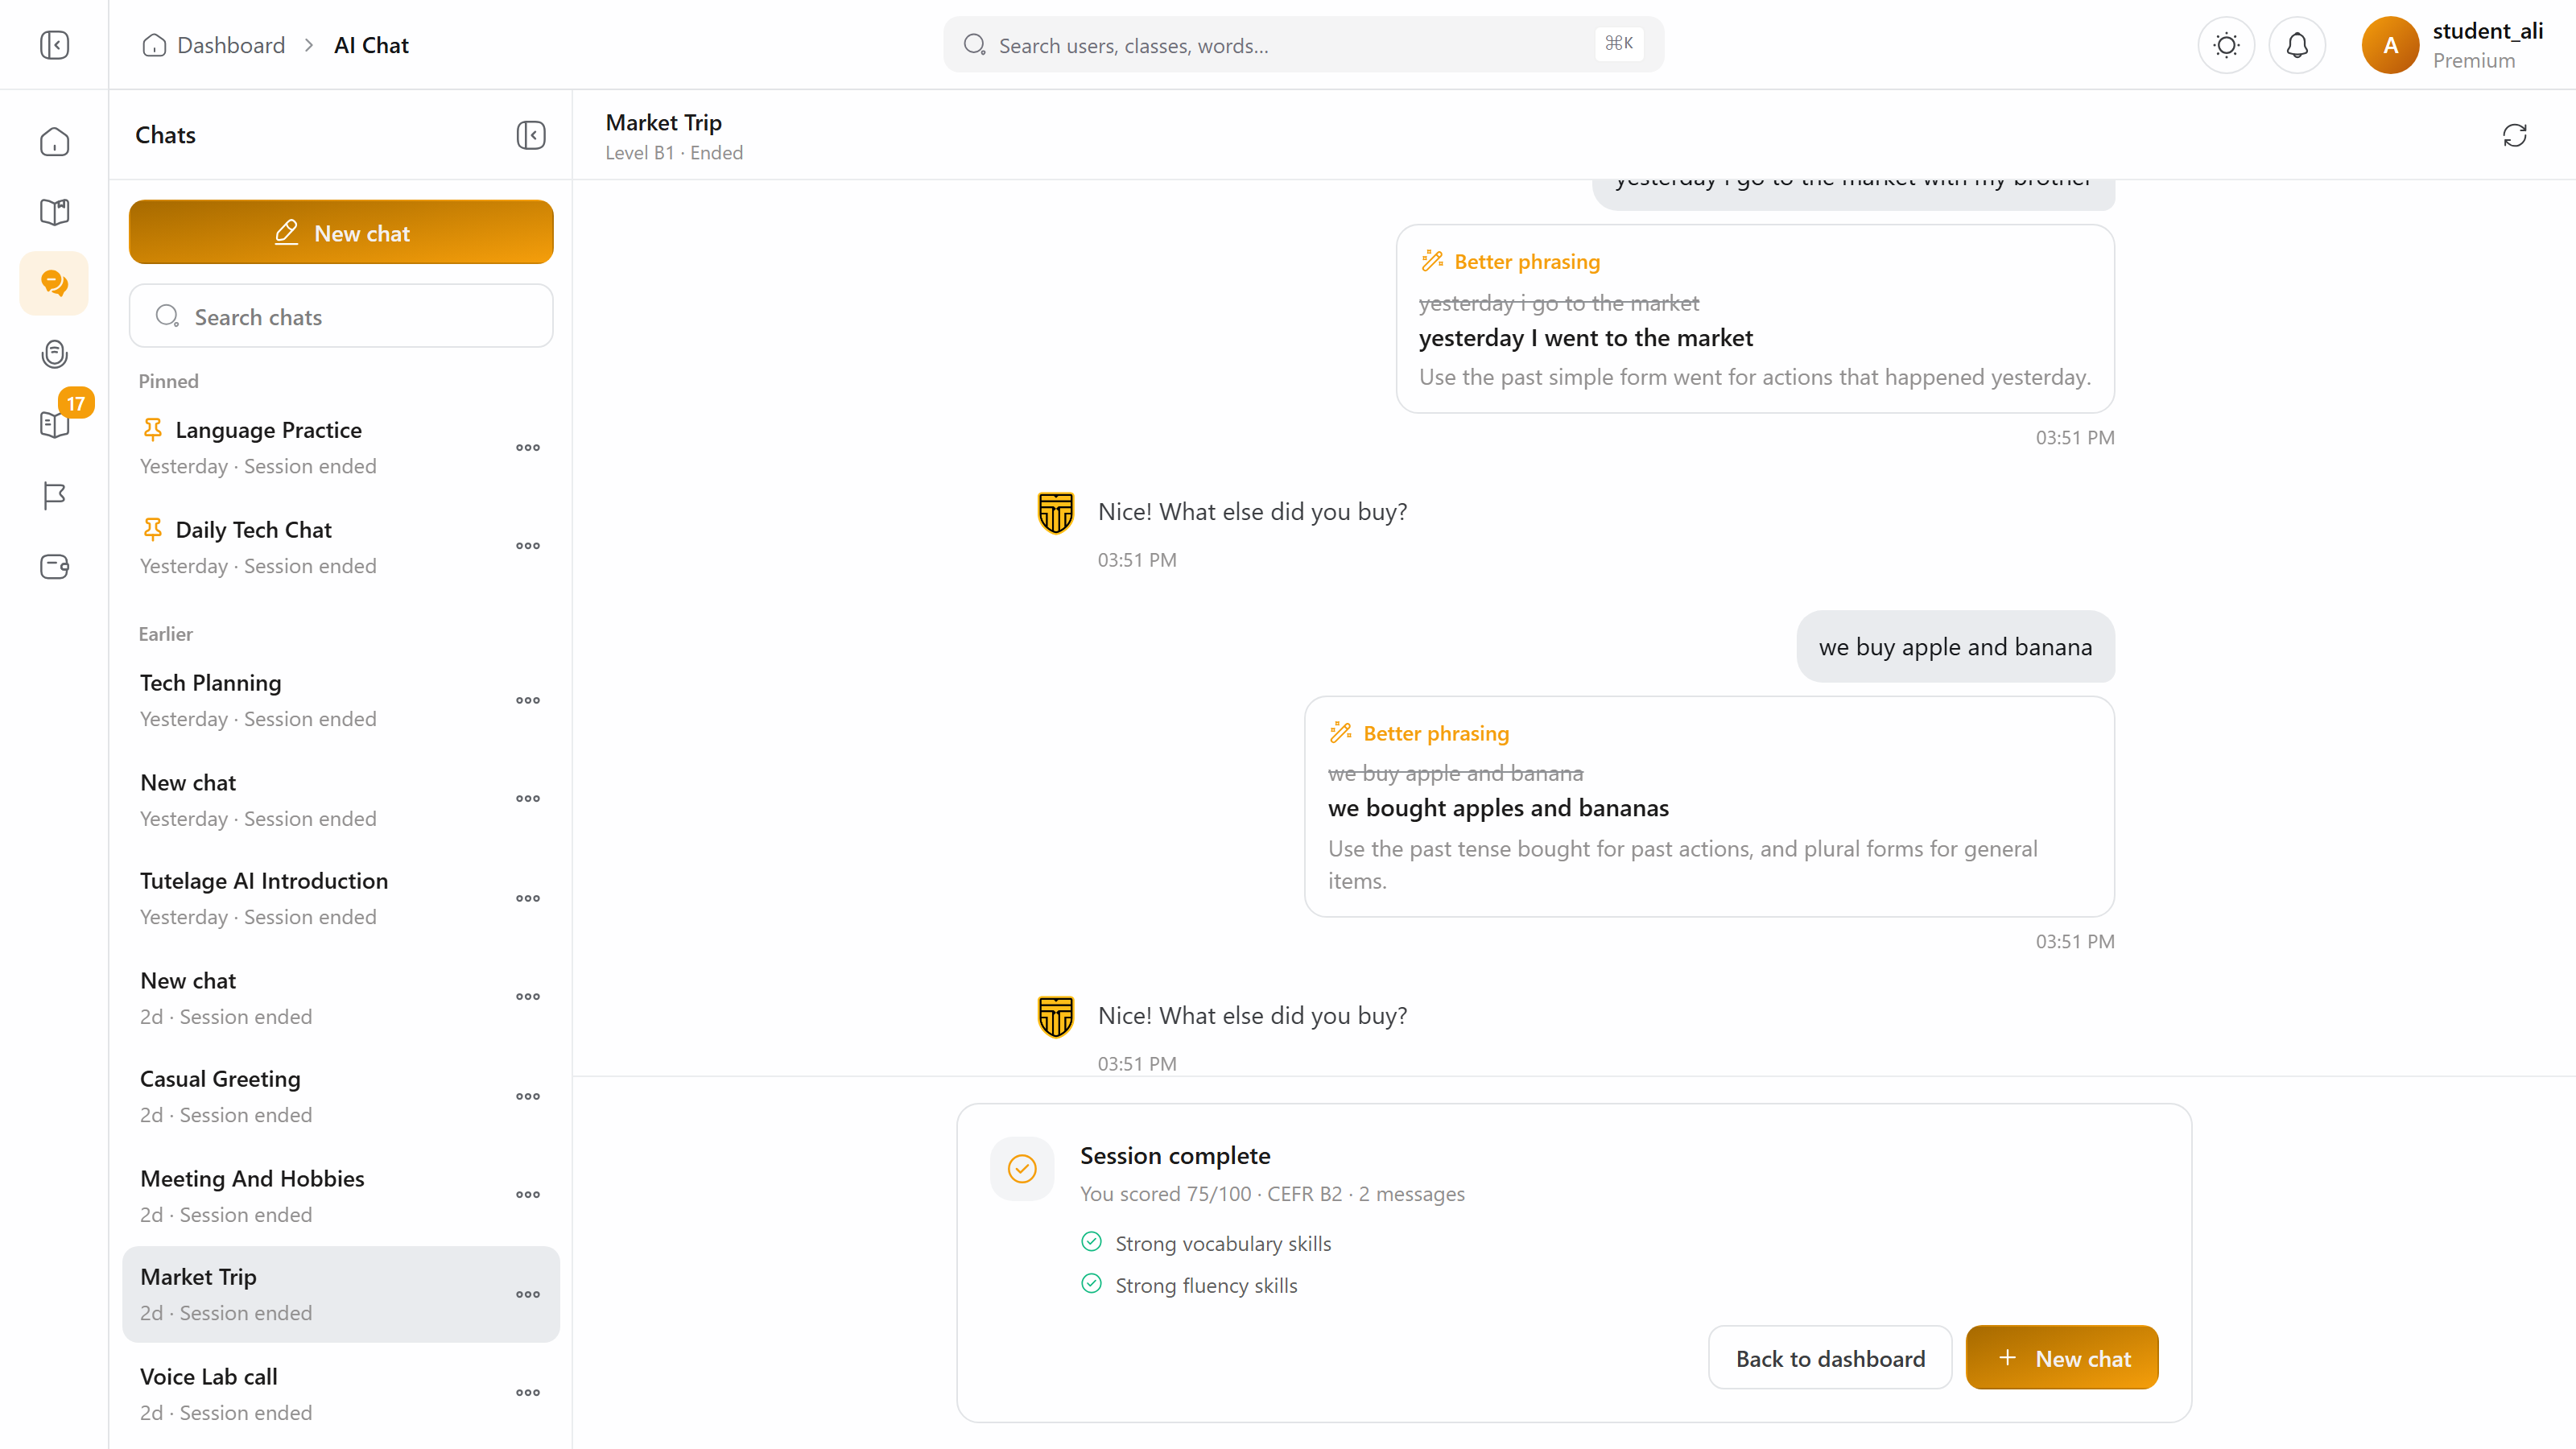 Dashboard > AI Chat
Search users, classes, words...
⌘K
A
student_ali
Premium
17
Chats
New chat
Search chats
Pinned
Language Practice
Yesterday · Session ended
Daily Tech Chat
Yesterday · Session ended
Earlier
Tech Planning
Yesterday · Session ended
New chat
Yesterday · Session ended
Tutelage AI Introduction
Yesterday · Session ended
New chat
2d · Session ended
Casual Greeting
2d · Session ended
Meeting And Hobbies
2d · Session ended
Market Trip
2d · Session ended
Voice Lab call
2d · Session ended
Market Trip
Level B1 · Ended
yesterday i go to the market with my brother
Better phrasing
yesterday i go to the market
yesterday I went to the market
Use the past simple form went for actions that happened yesterday.
03:51 PM
Nice! What else did you buy?
03:51 PM
we buy apple and banana
Better phrasing
we buy apple and banana
we bought apples and bananas
Use the past tense bought for past actions, and plural forms for general
items.
03:51 PM
Nice! What else did you buy?
03:51 PM
Session complete
You scored 75/100 · CEFR B2 · 2 messages
Strong vocabulary skills
Strong fluency skills
Back to dashboard
+ New chat